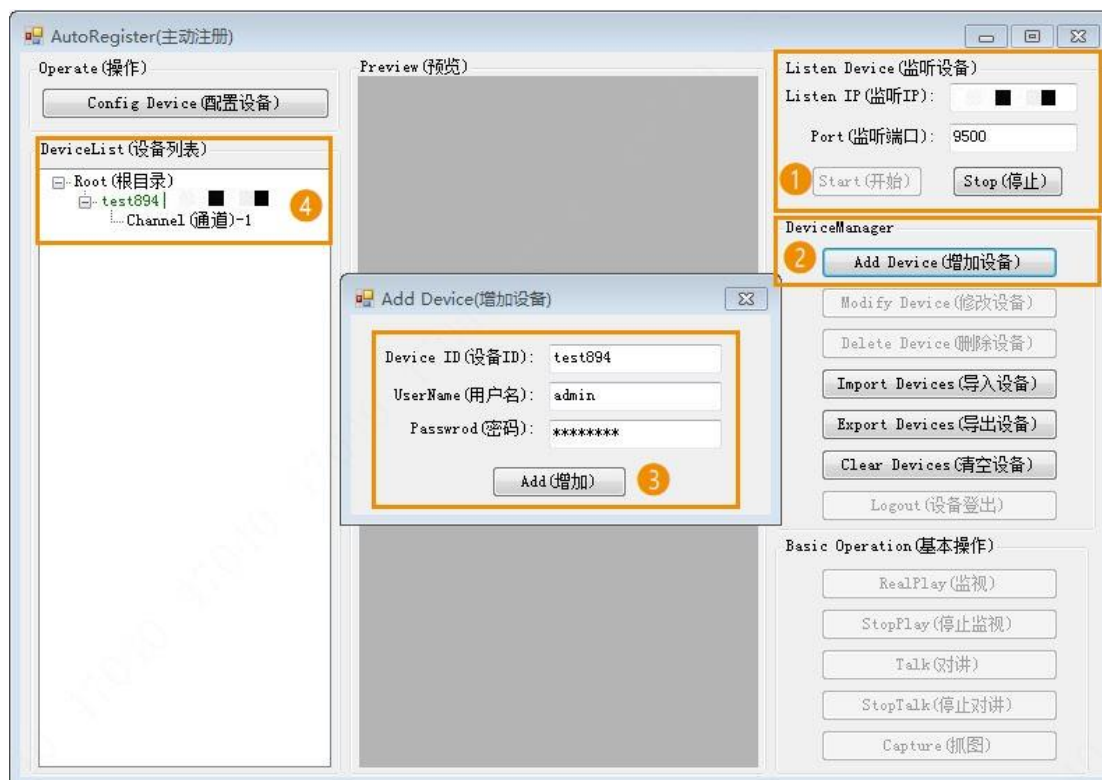 AutoRegister(主动注册)
Operate(操作)
Config Device(配置设备)
DeviceList(设备列表)
Root(根目录)
test894|
Channel(通道)-1
4
Preview(预览)
Add Device(增加设备)
Device ID(设备ID):
test894
UserName(用户名):
admin
Passwrod(密码):
********
Add(增加)
3
Listen Device(监听设备)
Listen IP(监听IP):
Port(监听端口):
9500
1
Start(开始)
Stop(停止)
DeviceManager
2
Add Device(增加设备)
Modify Device(修改设备)
Delete Device(删除设备)
Import Devices(导入设备)
Export Devices(导出设备)
Clear Devices(清空设备)
Logout(设备登出)
Basic Operation(基本操作)
RealPlay(监视)
StopPlay(停止监视)
Talk(对讲)
StopTalk(停止对讲)
Capture(抓图)